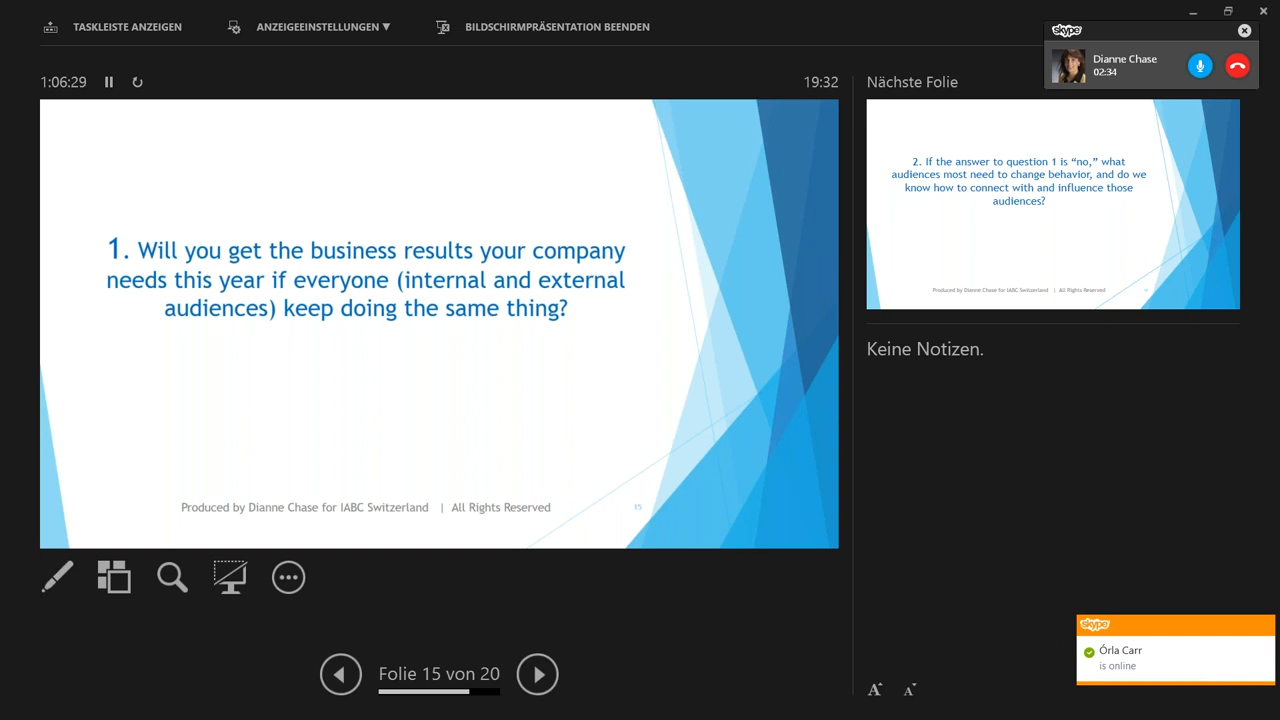 TASKLEISTE ANZEIGEN
ANZEIGEEINSTELLUNGEN ▼
BILDSCHIRMPRÄSENTATION BEENDEN
skype
Dianne Chase
02:34
1:06:29
19:32
Nächste Folie
1. Will you get the business results your company
needs this year if everyone (internal and external
audiences) keep doing the same thing?
Produced by Dianne Chase for IABC Switzerland | All Rights Reserved
15
2. If the answer to question 1 is “no,” what
audiences most need to change behavior, and do we
know how to connect with and influence those
audiences?
Produced by Dianne Chase for IABC Switzerland | All Rights Reserved
Keine Notizen.
skype
Órla Carr
is online
Folie 15 von 20
A A